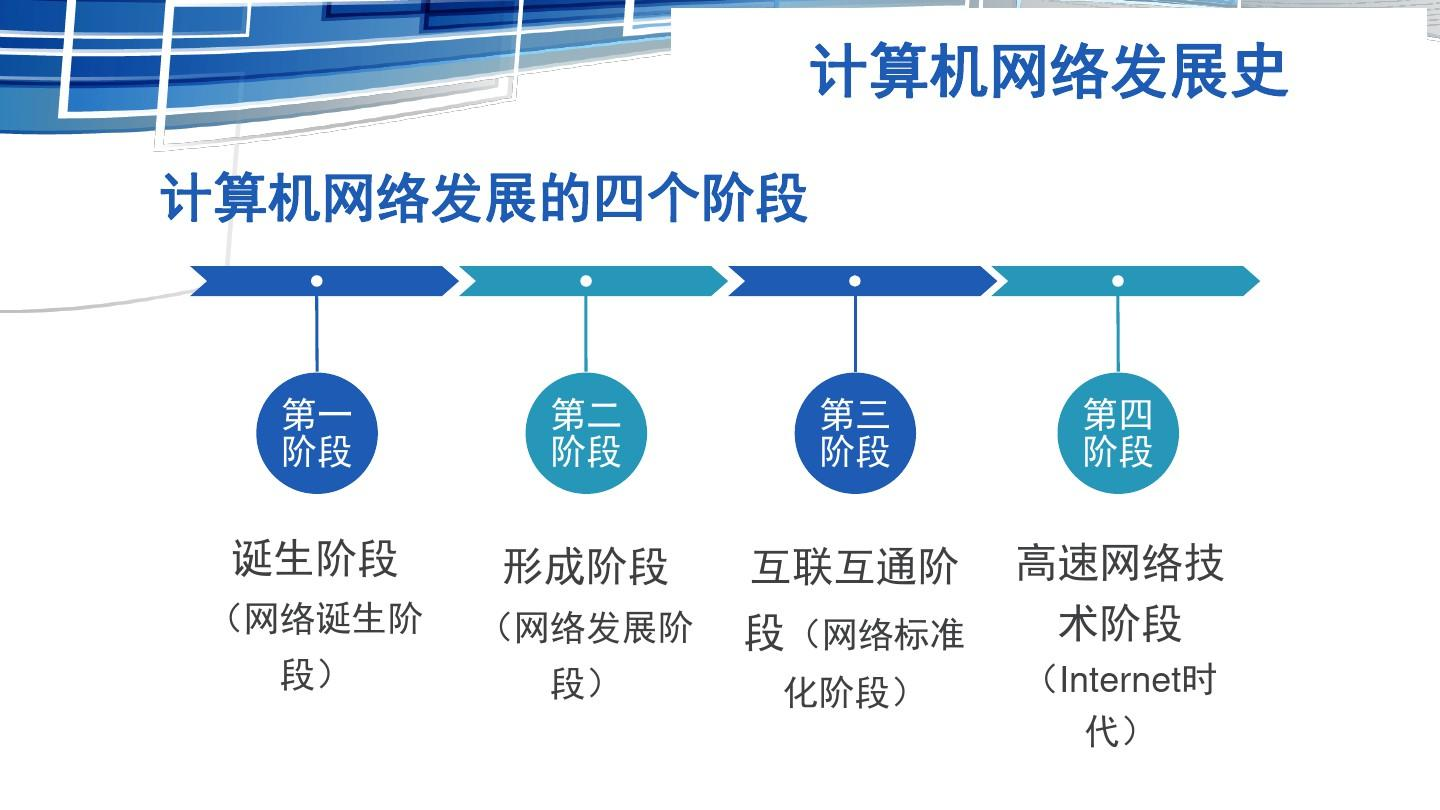 计算机网络发展史
计算机网络发展的四个阶段
第一
阶段
第二
阶段
第三
阶段
第四
阶段
诞生阶段
（网络诞生阶
段）
形成阶段
（网络发展阶
段）
互联互通阶
段（网络标准
化阶段）
高速网络技
术阶段
（Internet时
代）